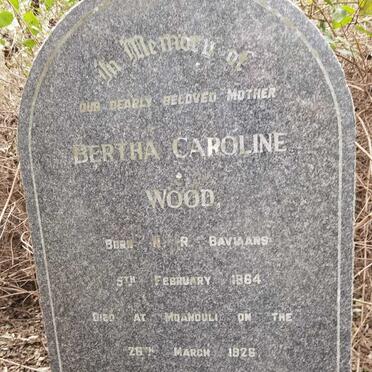 In Memory of
OUR DEARLY BELOVED MOTHER
BERTHA CAROLINE
WOOD.
BORN N. R. BAVIAANS
5TH FEBRUARY 1864
DIED AT MQANDULI ON THE
26TH MARCH 1926